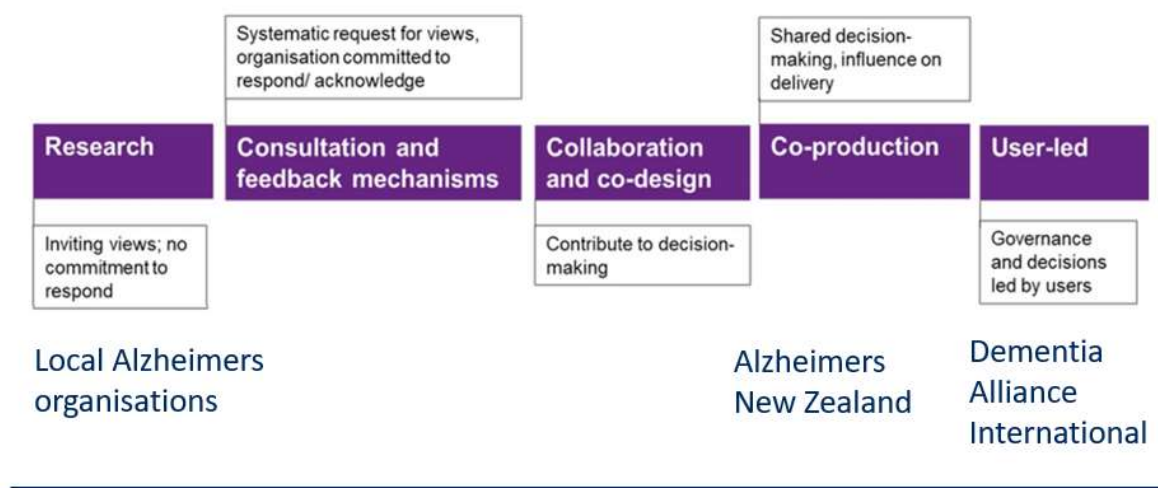 Systematic request for views,
organisation committed to
respond/ acknowledge
Shared decision-
making, influence on
delivery
Research
Consultation and
feedback mechanisms
Collaboration
and co-design
Co-production
User-led
Inviting views; no
commitment to
respond
Contribute to decision-
making
Governance
and decisions
led by users
Local Alzheimers
organisations
Alzheimers
New Zealand
Dementia
Alliance
International